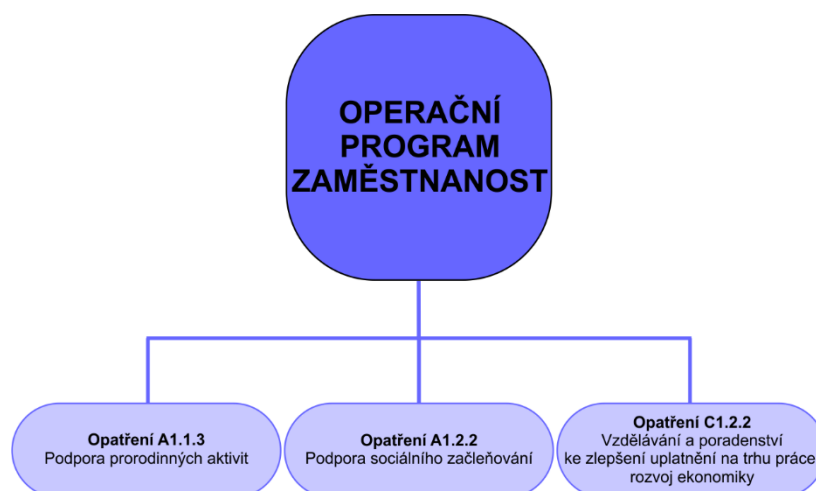 OPERAČNÍ
PROGRAM
ZAMĚSTNANOST
Opatření A1.1.3
Podpora prorodinných aktivit
Opatření A1.2.2
Podpora sociálního začleňování
Opatření C1.2.2
Vzdělávání a poradenství
ke zlepšení uplatnění na trhu práce
rozvoj ekonomiky